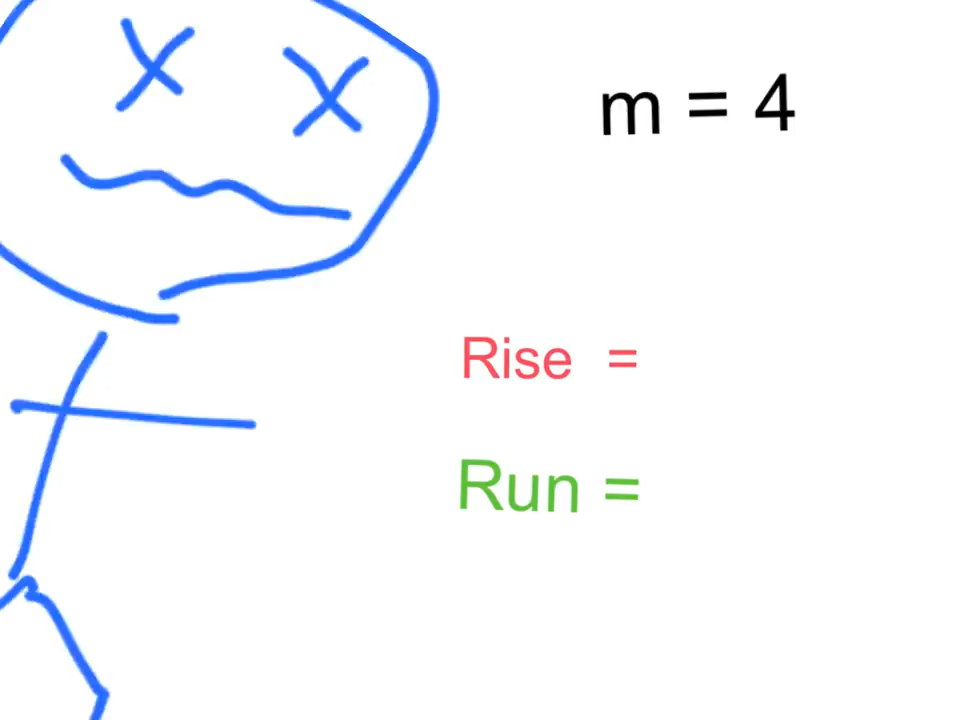 m = 4
Rise =
Run =